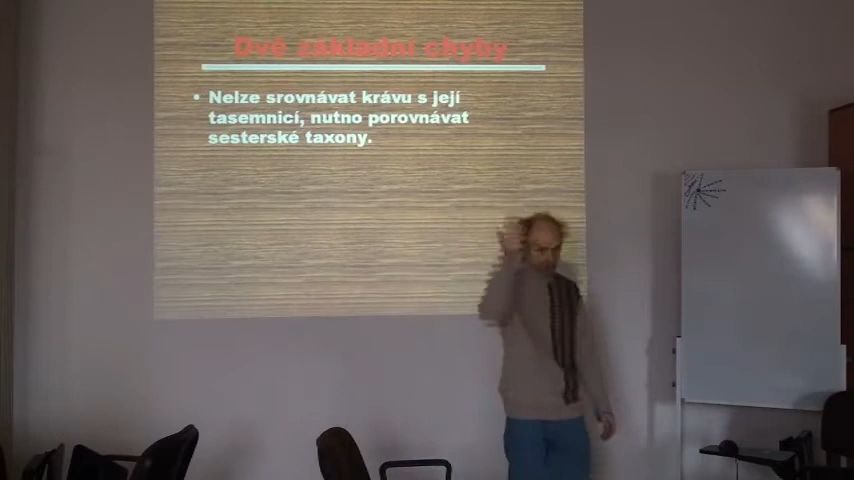 Dvě základní chyby
• Nelze srovnávat krávu s její
tasemnicí, nutno porovnávat
sesterské taxony.